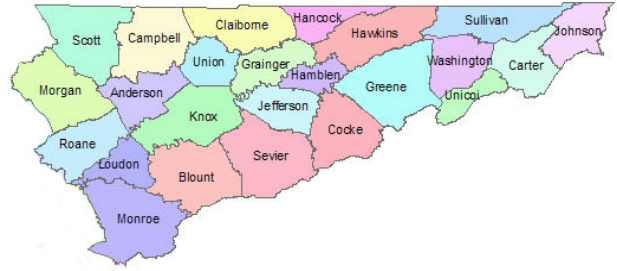 Scott
Campbell
Claiborne
Hancock
Hawkins
Sullivan
Johnson
Union
Grainger
Hamblen
Greene
Washington
Carter
Unicoi
Morgan
Anderson
Knox
Jefferson
Cocke
Roane
Loudon
Blount
Sevier
Monroe